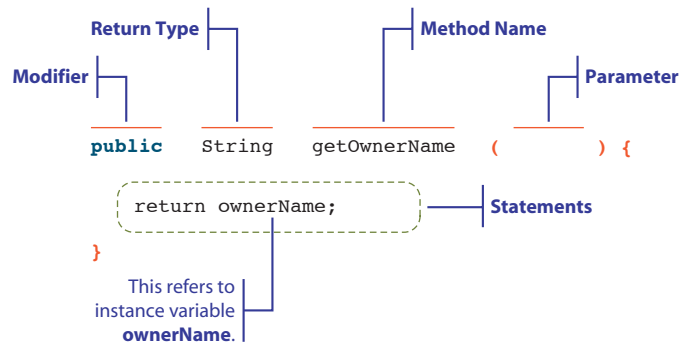 Return Type
Method Name
Modifier
Parameter
public String getOwnerName ( ) {
return ownerName;
Statements
}
This refers to
instance variable
ownerName.